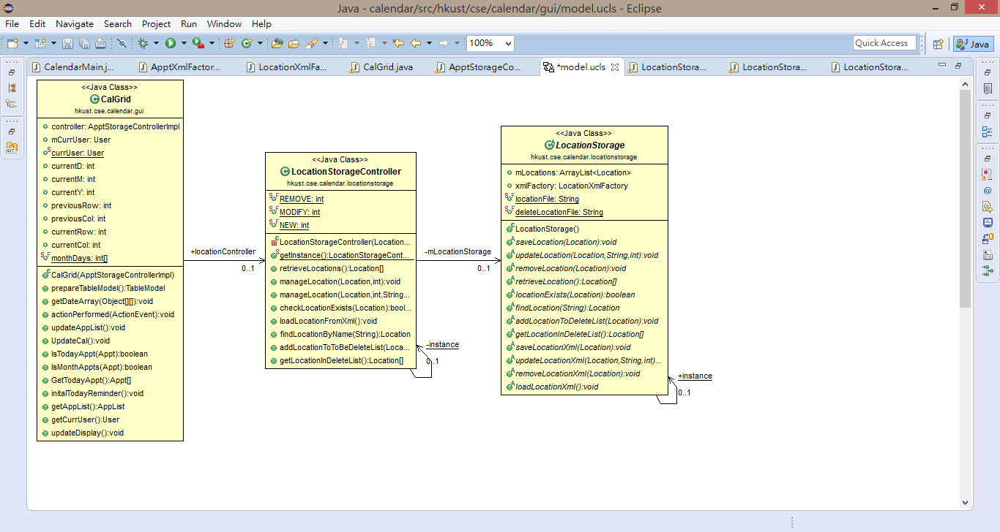 Java - calendar/src/hkust/cse/calendar/gui/model.ucls - Eclipse
File Edit Navigate Search Project Run Window Help
100%
Quick Access
Java
CalendarMain.j...
ApptXmlFactor...
LocationXmlFa...
CalGrid.java
ApptStorageCo...
*model.ucls
LocationStora...
LocationStora...
LocationStora...
<<Java Class>>
CalGrid
hkust.cse.calendar.gui
controller: ApptStorageControllerImpl
mCurrUser: User
currUser: User
currentD: int
currentM: int
currentY: int
previousRow: int
previousCol: int
currentRow: int
currentCol: int
monthDays: int[]
CalGrid(ApptStorageControllerImpl)
prepareTableModel():TableModel
getDateArray(Object[][]):void
actionPerformed(ActionEvent):void
updateAppList():void
UpdateCal():void
IsTodayAppt(Appt):boolean
IsMonthAppts(Appt):boolean
GetTodayAppt():Appt[]
initalTodayReminder():void
getAppList():AppList
getCurrUser():User
updateDisplay():void
+locationController
0..1
<<Java Class>>
LocationStorageController
hkust.cse.calendar.locationstorage
REMOVE: int
MODIFY: int
NEW: int
LocationStorageController(Location...
getInstance():LocationStorageCont...
retrieveLocations():Location[]
manageLocation(Location,int):void
manageLocation(Location,int,String...
checkLocationExists(Location):bool...
loadLocationFromXml():void
findLocationByName(String):Location
addLocationToToBeDeleteList(Loca...
getLocationInDeleteList():Location[]
-instance
0..1
-mLocationStorage
0..1
<<Java Class>>
LocationStorage
hkust.cse.calendar.locationstorage
mLocations: ArrayList<Location>
xmlFactory: LocationXmlFactory
locationFile: String
deleteLocationFile: String
LocationStorage()
saveLocation(Location):void
updateLocation(Location,String,int):void
removeLocation(Location):void
retrieveLocation():Location[]
locationExists(Location):boolean
findLocation(String):Location
addLocationToDeleteList(Location):void
getLocationInDeleteList():Location[]
saveLocationXml(Location):void
updateLocationXml(Location,String,int)...
removeLocationXml(Location):void
loadLocationXml():void
+instance
0..1